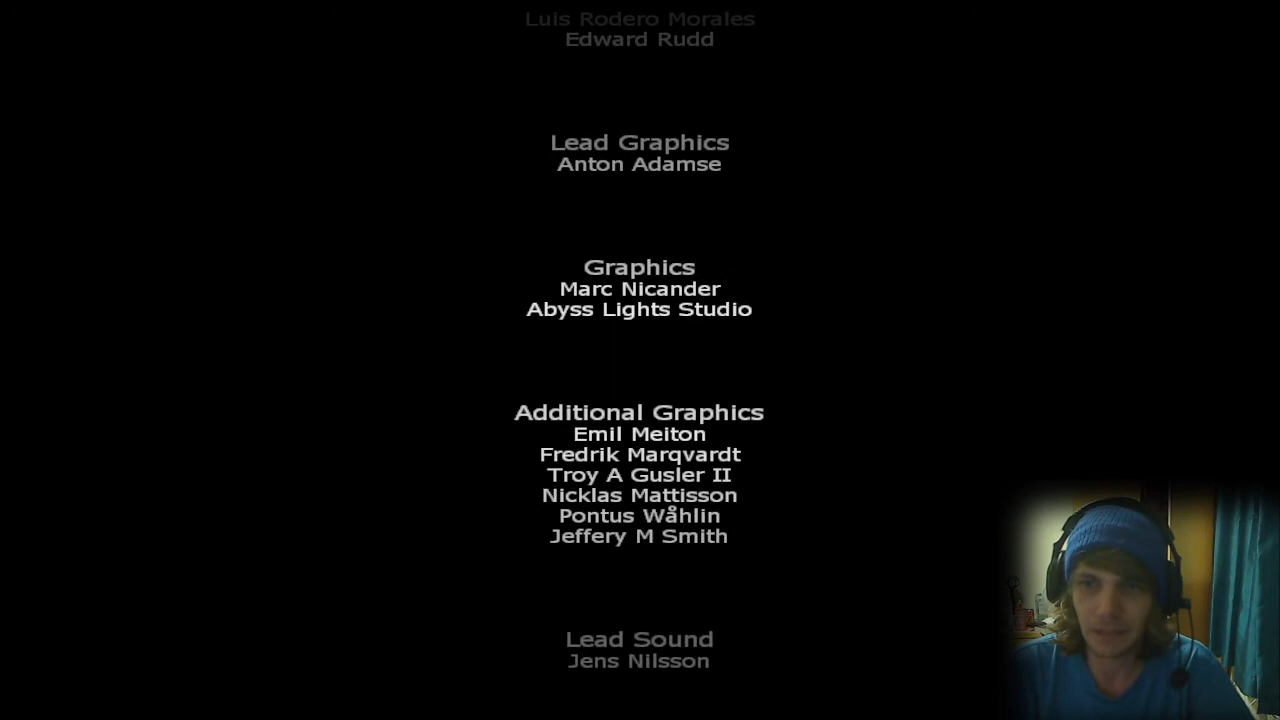 Luis Rodero Morales
Edward Rudd
Lead Graphics
Anton Adamse
Graphics
Marc Nicander
Abyss Lights Studio
Additional Graphics
Emil Meiton
Fredrik Marqvardt
Troy A Gusler II
Nicklas Mattisson
Pontus Wåhlin
Jeffery M Smith
Lead Sound
Jens Nilsson